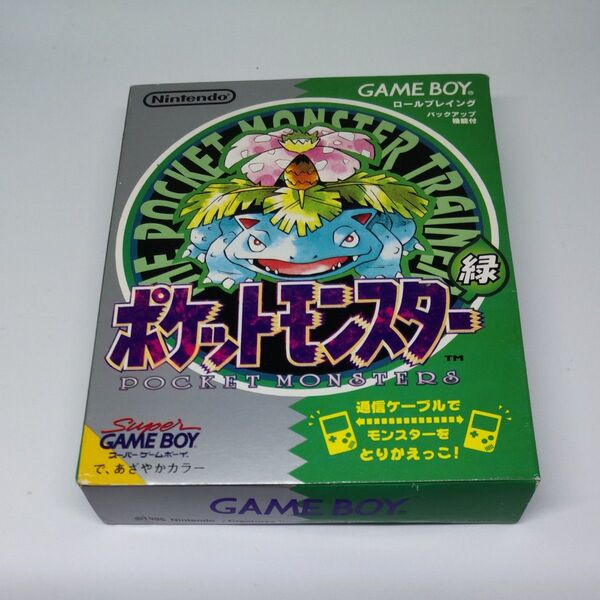 Nintendo
GAME BOY
ロールプレイング
バックアップ
機能付
THE POCKET MONSTER TRAINER
緑
ポケットモンスター
TM
POCKET MONSTERS
通信ケーブルで
モンスターを
とりかえっこ!
Super
GAME BOY
スーパーゲームボーイ
で、あざやかカラー
GAME BOY
©1995 Nintendo